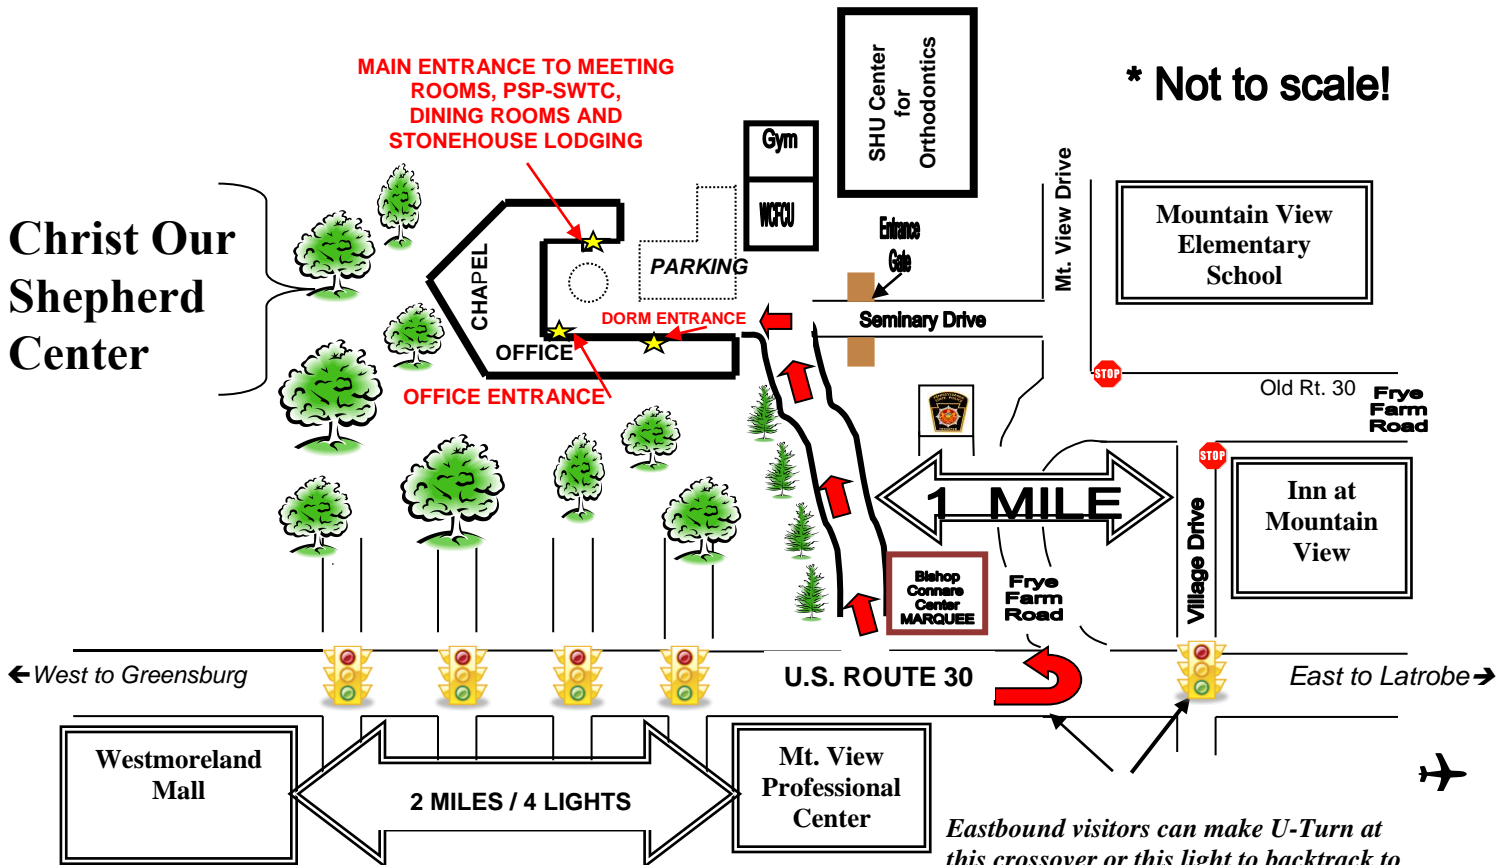 MAIN ENTRANCE TO MEETING
ROOMS, PSP-SWTC,
DINING ROOMS AND
STONEHOUSE LODGING
SHU Center
for
Orthodontics
* Not to scale!
Gym
WCFCU
Mt. View Drive
Mountain View
Elementary
School
Christ Our
Shepherd
Center
CHAPEL
PARKING
Entrance
Gate
Seminary Drive
DORM ENTRANCE
OFFICE
OFFICE ENTRANCE
STOP
Old Rt. 30
Frye
Farm
Road
STOP
1 MILE
Inn at
Mountain
View
Village Drive
Bishop
Connare
Center
MARQUEE
Frye
Farm
Road
←West to Greensburg
U.S. ROUTE 30
East to Latrobe→
Westmoreland
Mall
2 MILES / 4 LIGHTS
Mt. View
Professional
Center
Eastbound visitors can make U-Turn at
this crossover or this light to backtrack to